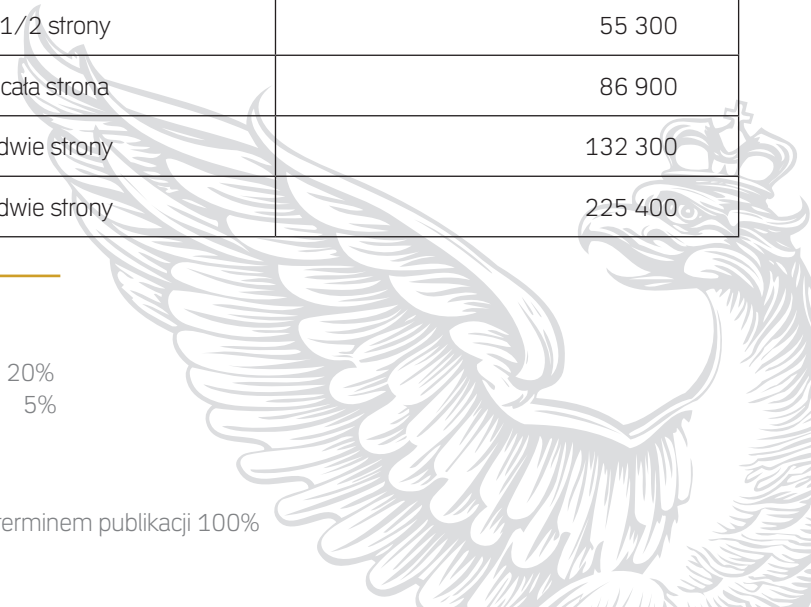 1/2 strony 55 300
cała strona 86 900
dwie strony 132 300
dwie strony 225 400
20%
5%
terminem publikacji 100%